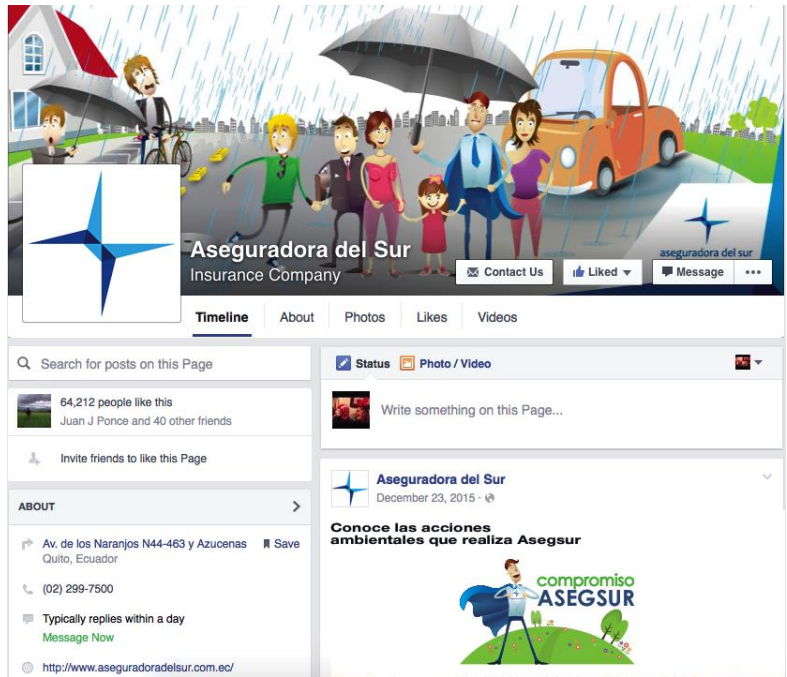 aseguradora del sur
Aseguradora del Sur
Insurance Company
Contact Us
Liked
Message
Timeline
About
Photos
Likes
Videos
Search for posts on this Page
64,212 people like this
Juan J Ponce and 40 other friends
Invite friends to like this Page
ABOUT
Av. de los Naranjos N44-463 y Azucenas
Save
Quito, Ecuador
(02) 299-7500
Typically replies within a day
Message Now
http://www.aseguradoradelsur.com.ec/
Status
Photo / Video
Write something on this Page...
Aseguradora del Sur
December 23, 2015 ·
Conoce las acciones
ambientales que realiza Asegsur
compromiso
ASEGSUR